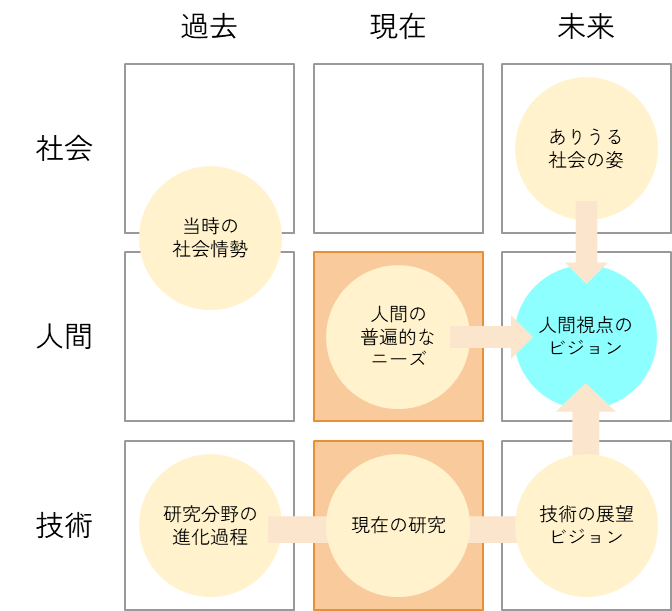 過去
現在
未来
社会
ありうる
社会の姿
当時の
社会情勢
人間
人間の
普遍的な
ニーズ
人間視点の
ビジョン
技術
研究分野の
進化過程
現在の研究
技術の展望
ビジョン